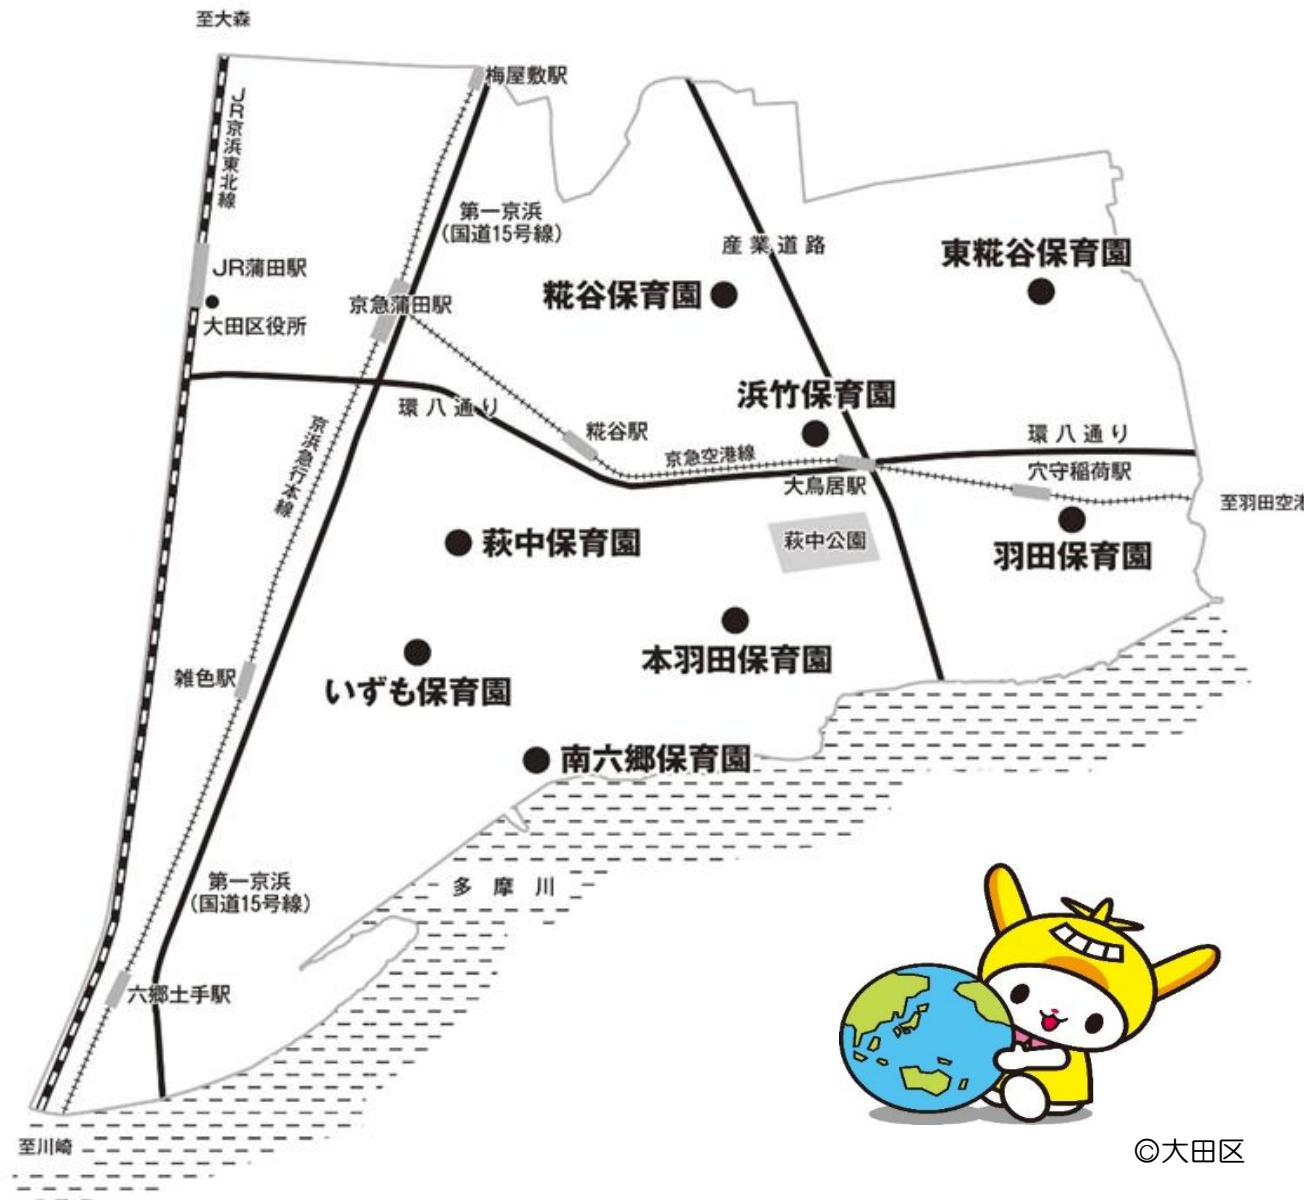 至大森
梅屋敷駅
JR京浜東北線
第一京浜
(国道15号線)
産業道路
東糀谷保育園
JR蒲田駅
糀谷保育園
京急蒲田駅
大田区役所
浜竹保育園
環八通り
糀谷駅
環八通り
京浜急行本線
京急空港線
穴守稲荷駅
大鳥居駅
至羽田空港
萩中保育園
萩中公園
羽田保育園
本羽田保育園
雑色駅
いずも保育園
南六郷保育園
第一京浜
(国道15号線)
多摩川
六郷土手駅
至川崎
©大田区